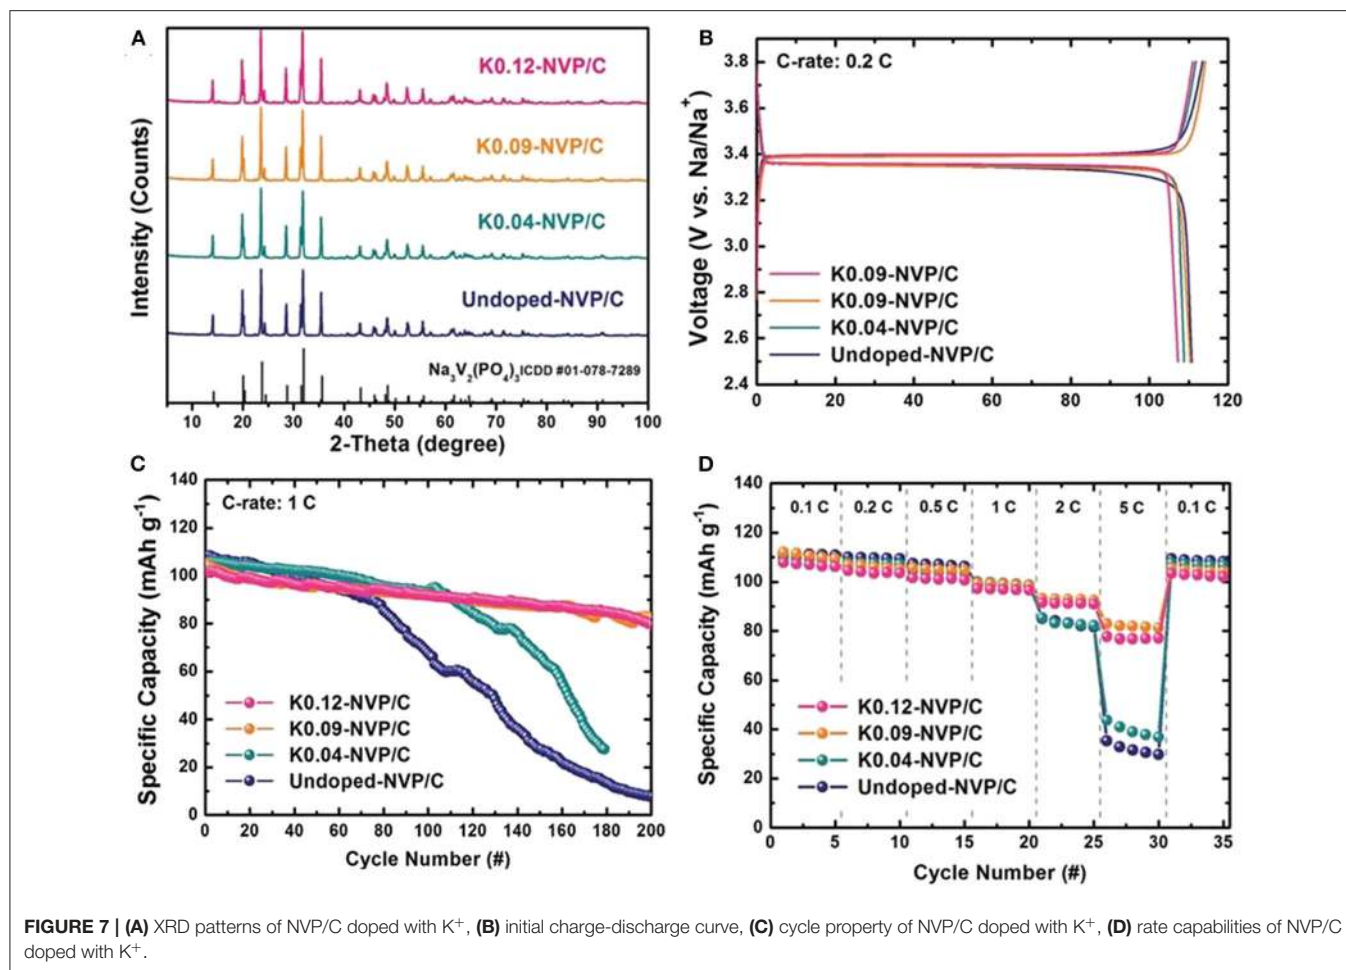 (A)
K0.12-NVP/C
K0.09-NVP/C
K0.04-NVP/C
Undoped-NVP/C
Na3V2(PO4)3 ICDD #01-078-7289
Intensity (Counts)
10 20 30 40 50 60 70 80 90 100
2-Theta (degree)
(B)
C-rate: 0.2 C
3.8
3.6
3.4
3.2
3.0
2.8
2.6
2.4
Voltage (V vs. Na/Na+)
K0.09-NVP/C
K0.09-NVP/C
K0.04-NVP/C
Undoped-NVP/C
0 20 40 60 80 100 120
(C)
C-rate: 1 C
140
120
100
80
60
40
20
0
Specific Capacity (mAh g-1)
K0.12-NVP/C
K0.09-NVP/C
K0.04-NVP/C
Undoped-NVP/C
0 20 40 60 80 100 120 140 160 180 200
Cycle Number (#)
(D)
0.1 C 0.2 C 0.5 C 1 C 2 C 5 C 0.1 C
140
120
100
80
60
40
20
0
Specific Capacity (mAh g-1)
K0.12-NVP/C
K0.09-NVP/C
K0.04-NVP/C
Undoped-NVP/C
0 5 10 15 20 25 30 35
Cycle Number (#)
FIGURE 7 | (A) XRD patterns of NVP/C doped with K+, (B) initial charge-discharge curve, (C) cycle property of NVP/C doped with K+, (D) rate capabilities of NVP/C
doped with K+.